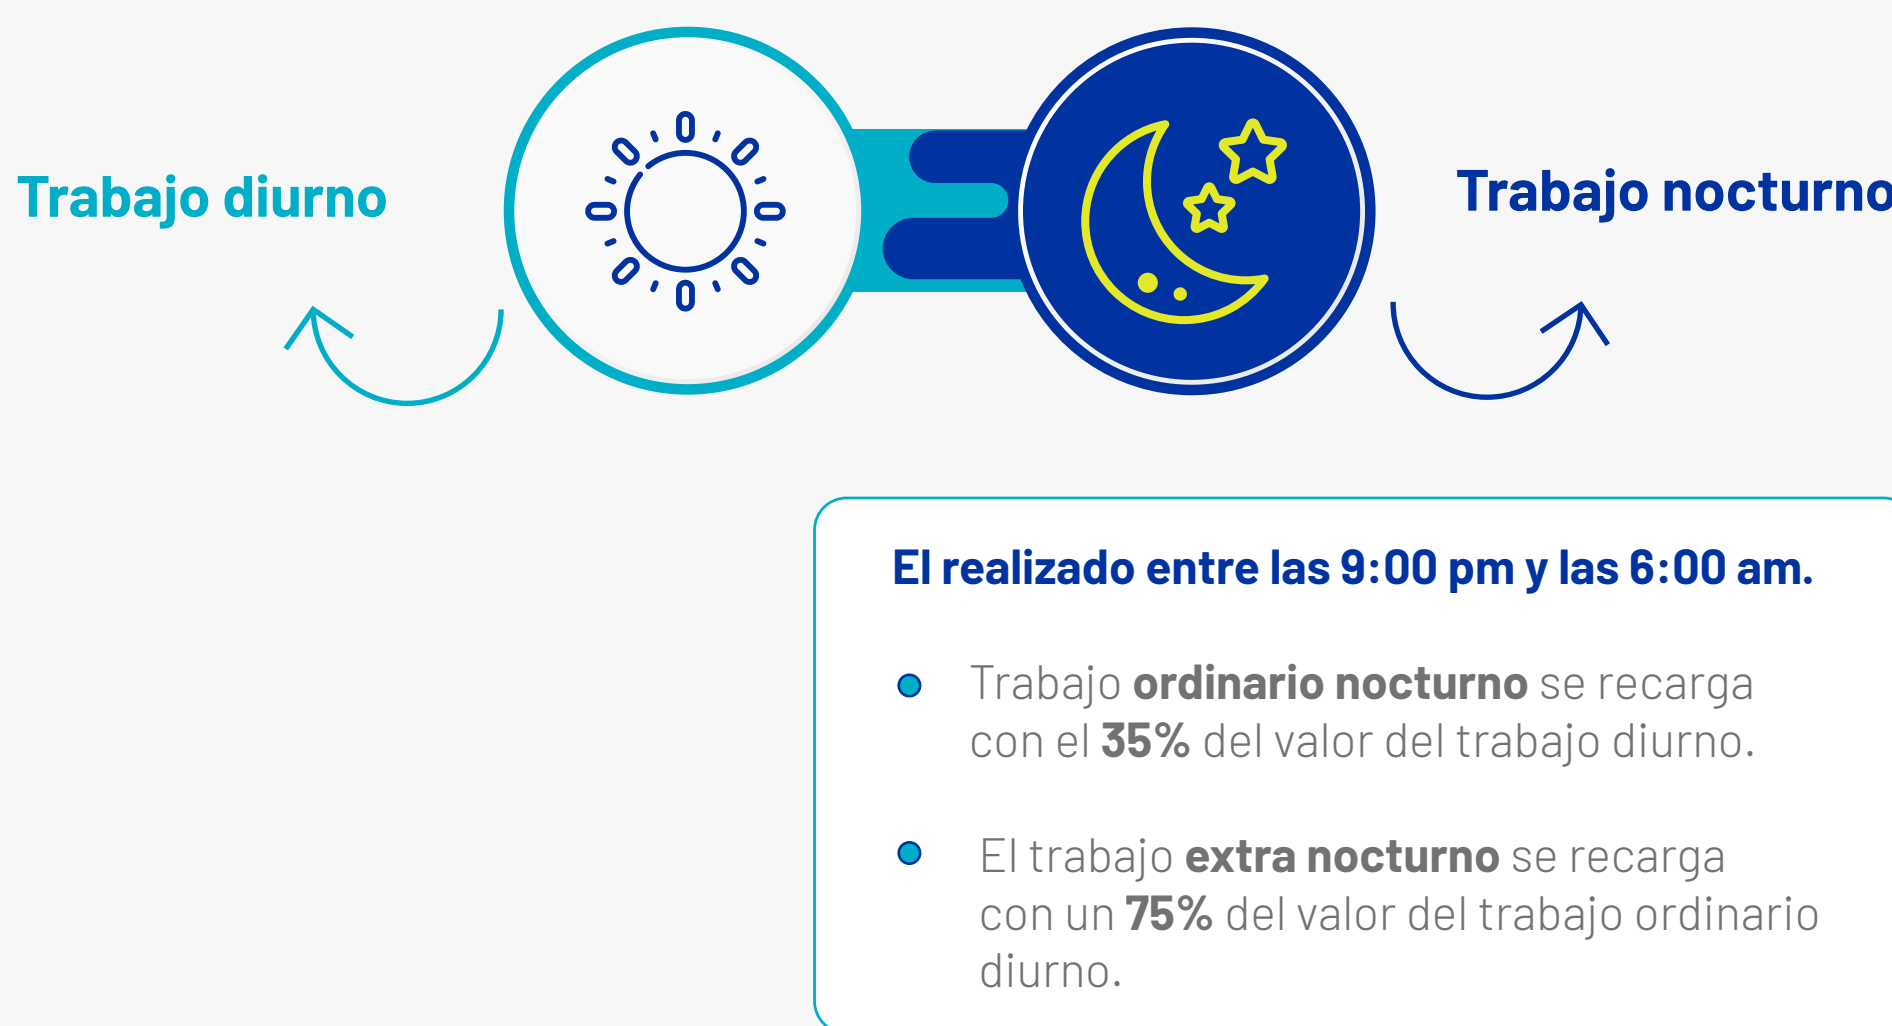 Trabajo diurno
Trabajo nocturno
El realizado entre las 9:00 pm y las 6:00 am.
Trabajo ordinario nocturno se recarga
con el 35% del valor del trabajo diurno.
El trabajo extra nocturno se recarga
con un 75% del valor del trabajo ordinario
diurno.